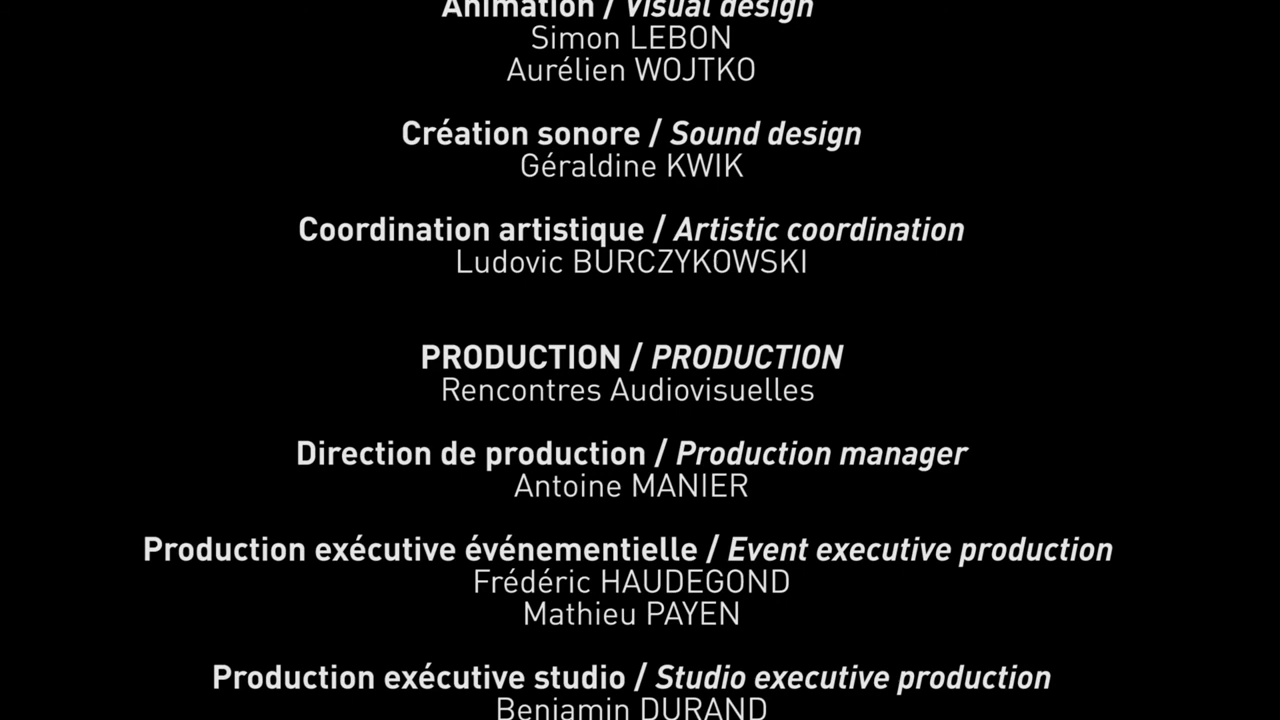 Animation / Visual design
Simon LEBON
Aurélien WOJTKO
Création sonore / Sound design
Géraldine KWIK
Coordination artistique / Artistic coordination
Ludovic BURCZYKOWSKI
PRODUCTION / PRODUCTION
Rencontres Audiovisuelles
Direction de production / Production manager
Antoine MANIER
Production exécutive événementielle / Event executive production
Frédéric HAUDEGOND
Mathieu PAYEN
Production exécutive studio / Studio executive production
Benjamin DURAND